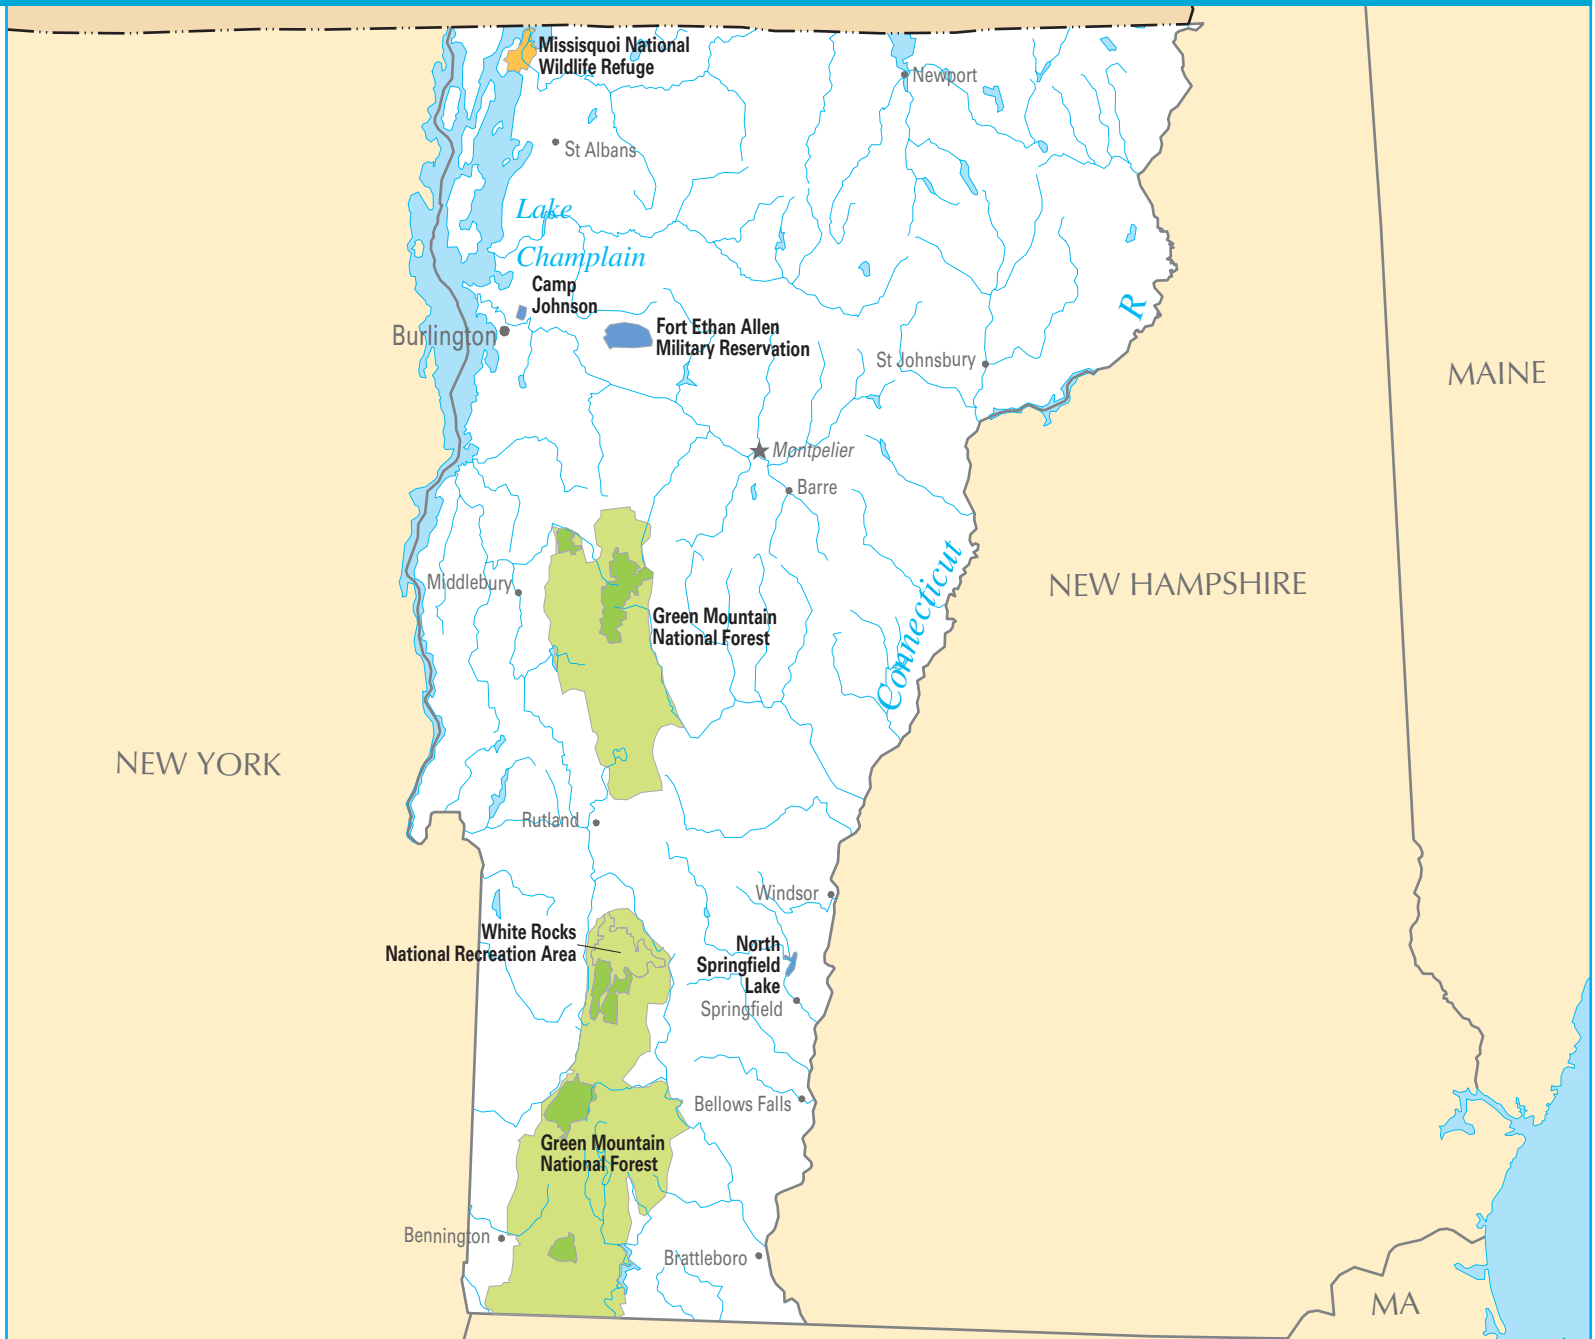 Missisquoi National
Wildlife Refuge
Newport
St Albans
Lake
Champlain
Camp
Johnson
Burlington
Fort Ethan Allen
Military Reservation
R
St Johnsbury
MAINE
Montpelier
Barre
Connecticut
Middlebury
NEW HAMPSHIRE
Green Mountain
National Forest
NEW YORK
Rutland
Windsor
White Rocks
National Recreation Area
North
Springfield
Lake
Springfield
Bellows Falls
Green Mountain
National Forest
Bennington
Brattleboro
MA